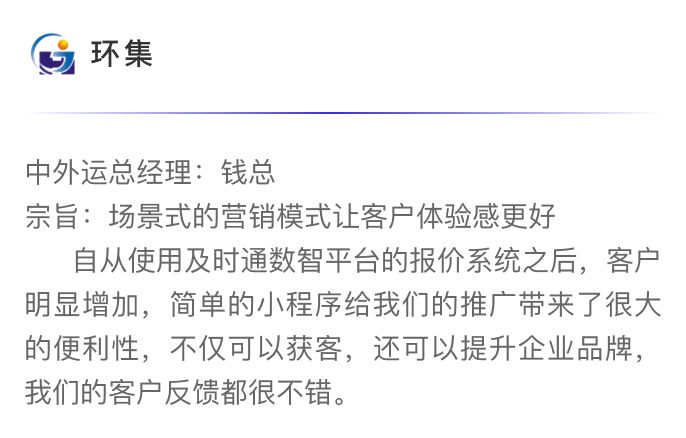 环集
中外运总经理：钱总
宗旨：场景式的营销模式让客户体验感更好
自从使用及时通数智平台的报价系统之后，客户
明显增加，简单的小程序给我们的推广带来了很大
的便利性，不仅可以获客，还可以提升企业品牌，
我们的客户反馈都很不错。